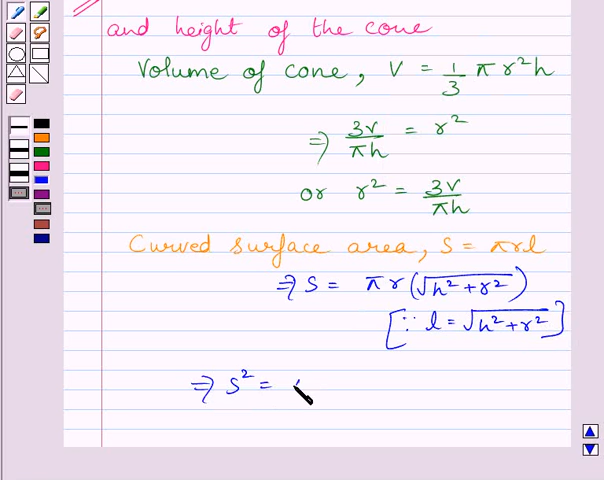 and height of the cone
Volume of cone, V = 1/3 π r²h
⇒ 3V/πh = r²
or r² = 3V/πh
Curved surface area, S = πrl
⇒ S = πr(√h²+r²)
[∵ l = √h²+r²]
⇒ S² =